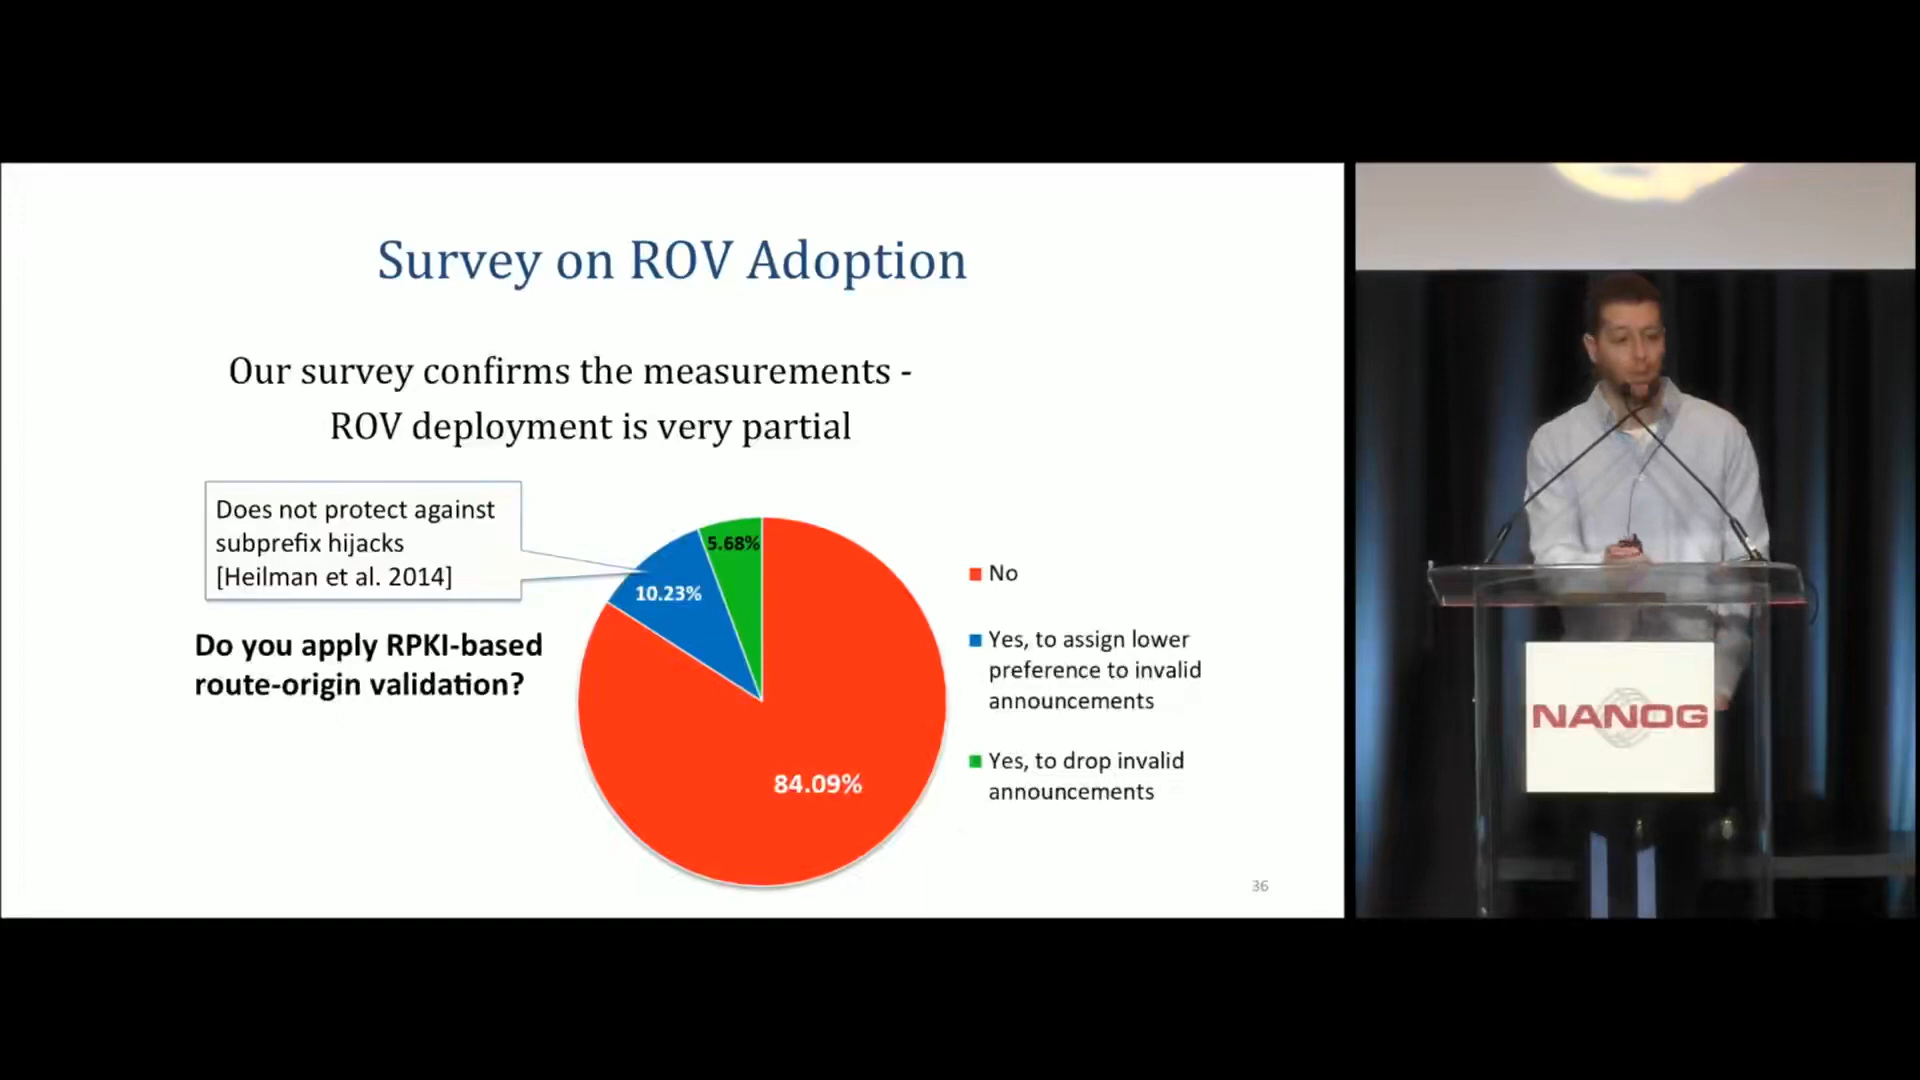 Survey on ROV Adoption
Our survey confirms the measurements -
ROV deployment is very partial
Does not protect against
subprefix hijacks
[Heilman et al. 2014]
Do you apply RPKI-based
route-origin validation?
5.68%
10.23%
84.09%
No
Yes, to assign lower
preference to invalid
announcements
Yes, to drop invalid
announcements
36
NANOG